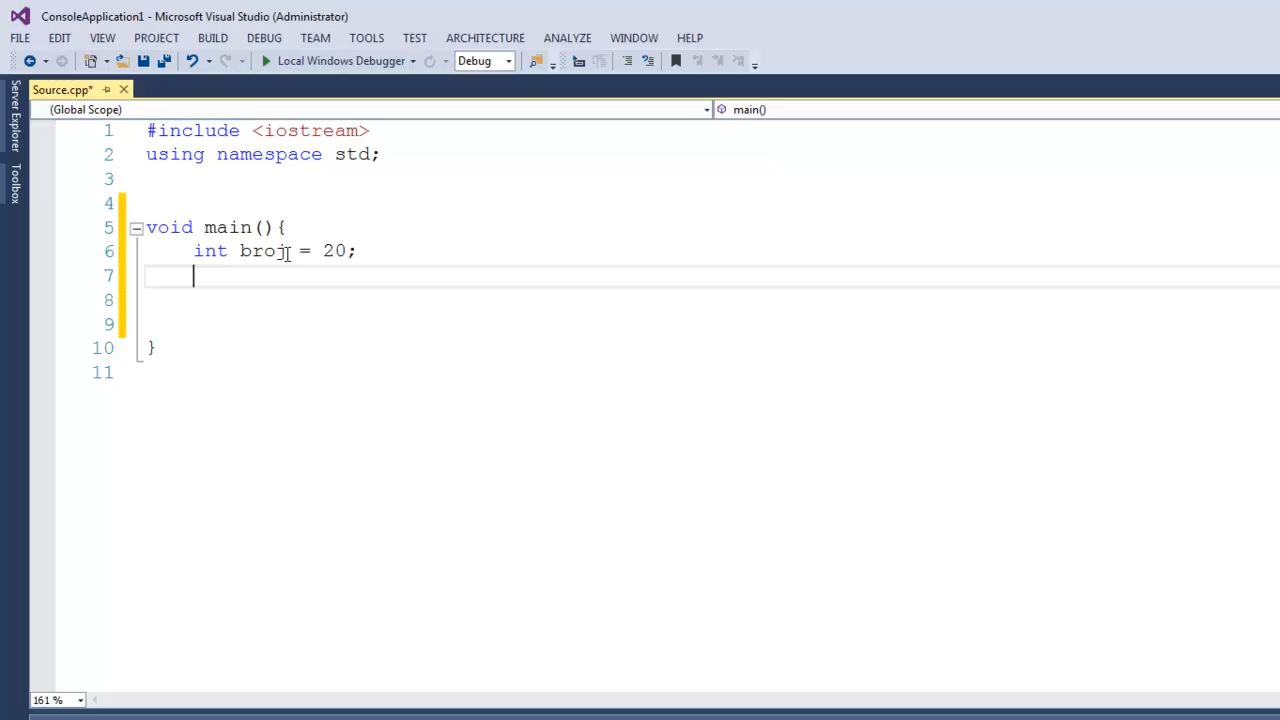 ConsoleApplication1 - Microsoft Visual Studio (Administrator)
FILE EDIT VIEW PROJECT BUILD DEBUG TEAM TOOLS TEST ARCHITECTURE ANALYZE WINDOW HELP
Local Windows Debugger Debug
Server Explorer
Toolbox
Source.cpp*
(Global Scope) main()
1 #include <iostream>
2 using namespace std;
3
4
5 void main(){
6 int broj = 20;
7
8
9
10 }
11
161 %